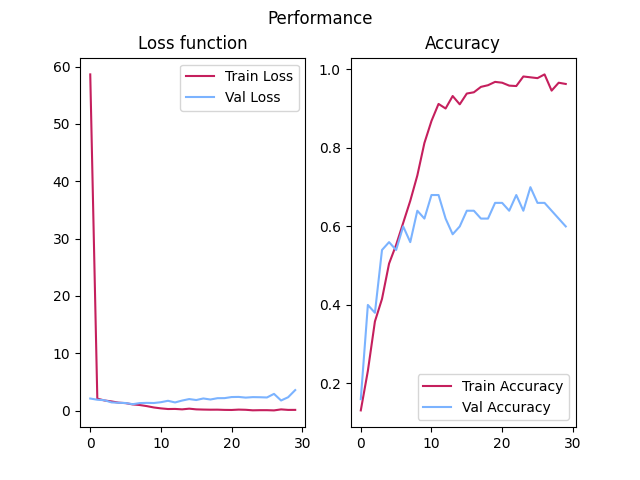 Performance
Loss function
Accuracy
60
50
40
30
20
10
0
0
10
20
30
Train Loss
Val Loss
1.0
0.8
0.6
0.4
0.2
0
10
20
30
Train Accuracy
Val Accuracy